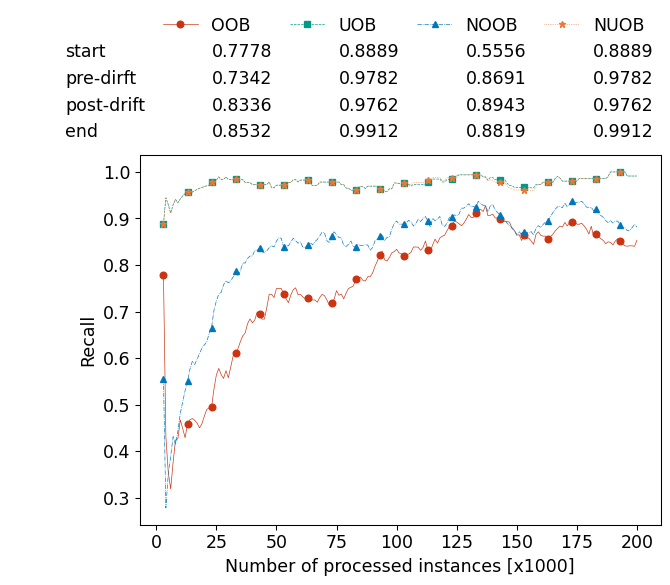 OOB UOB NOOB NUOB
start 0.7778 0.8889 0.5556 0.8889
pre-dirft 0.7342 0.9782 0.8691 0.9782
post-drift 0.8336 0.9762 0.8943 0.9762
end 0.8532 0.9912 0.8819 0.9912
1.0
0.9
0.8
0.7
0.6
0.5
0.4
0.3
Recall
0 25 50 75 100 125 150 175 200
Number of processed instances [x1000]